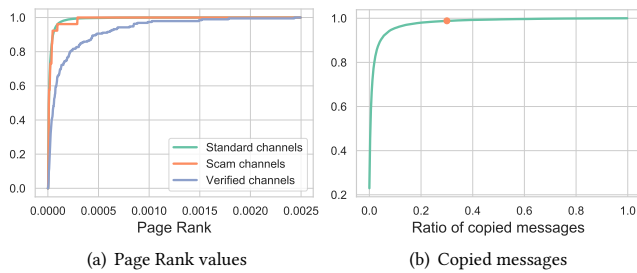 1.0
0.8
0.6
0.4
0.2
0.0
Standard channels
Scam channels
Verified channels
0.0000 0.0005 0.0010 0.0015 0.0020 0.0025
Page Rank
(a) Page Rank values
1.0
0.8
0.6
0.4
0.2
0.0 0.2 0.4 0.6 0.8 1.0
Ratio of copied messages
(b) Copied messages